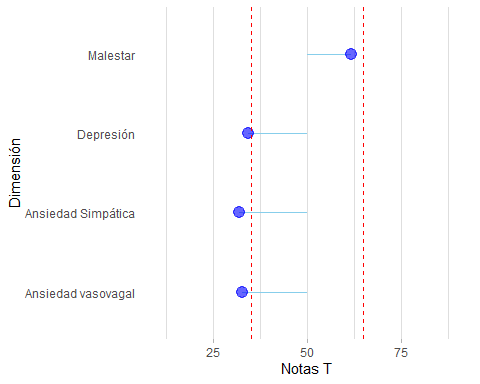 Malestar
Depresión
Ansiedad Simpática
Ansiedad vasovagal
Dimensión
25 50 75
Notas T